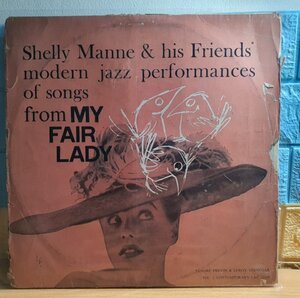 Shelly Manne & his Friends
modern jazz performances
of songs
from MY
FAIR
LADY